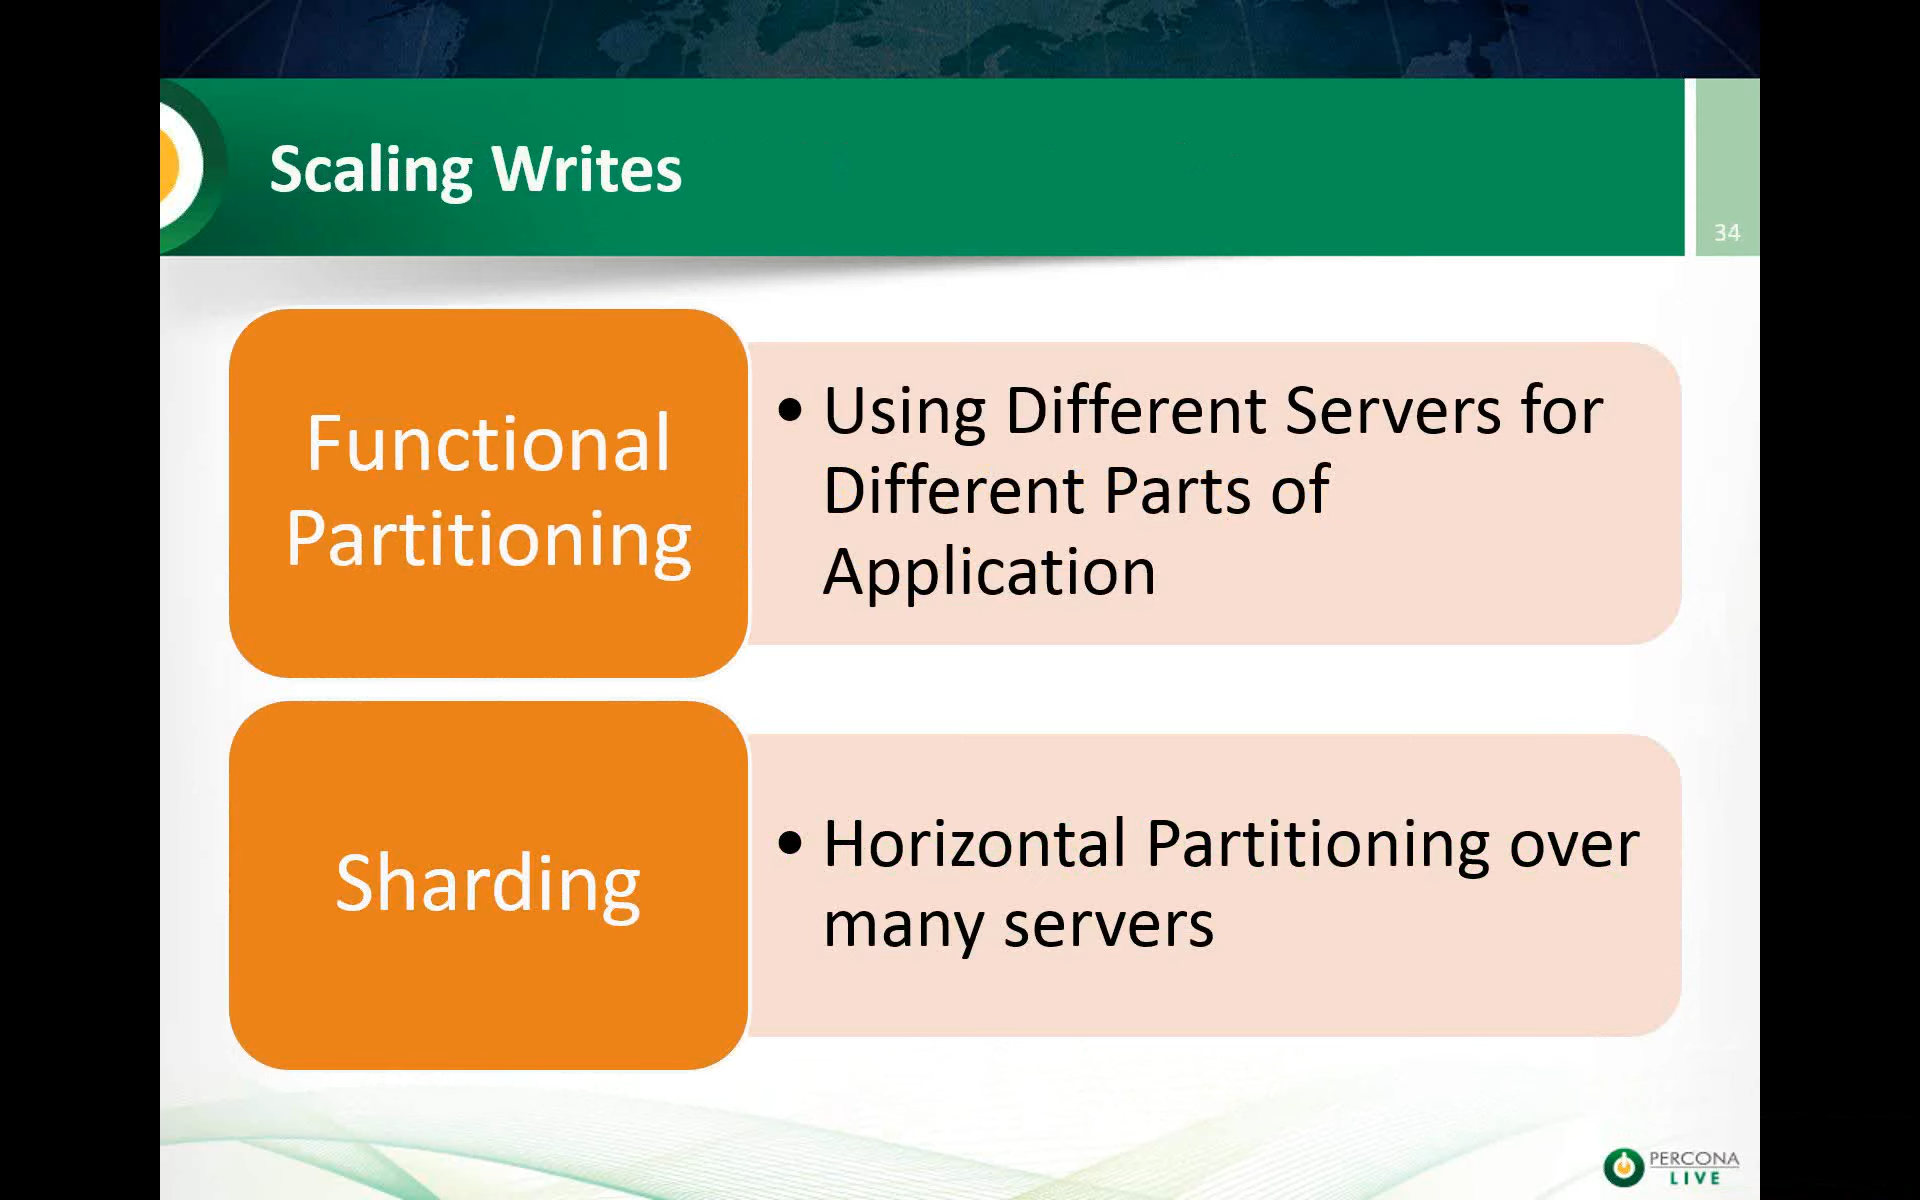 Scaling Writes
34
Functional
Partitioning
• Using Different Servers for
Different Parts of
Application
Sharding
• Horizontal Partitioning over
many servers
PERCONA
LIVE